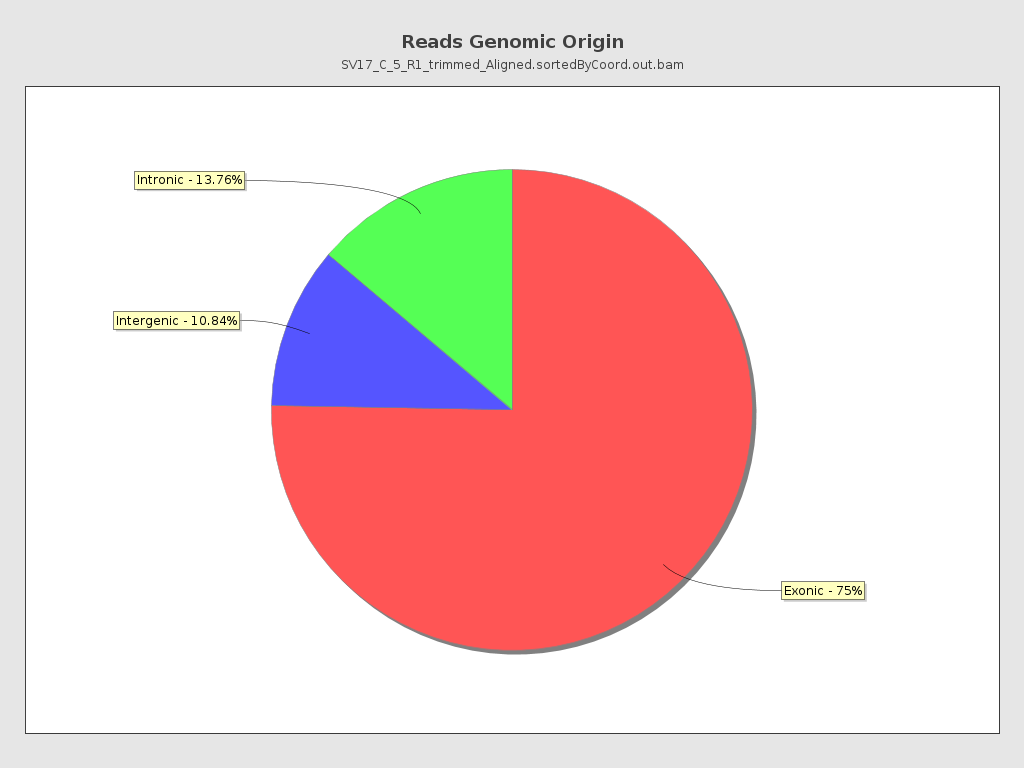 Reads Genomic Origin
SV17_C_5_R1_trimmed_Aligned.sortedByCoord.out.bam
Intronic - 13.76%
Intergenic - 10.84%
Exonic - 75%